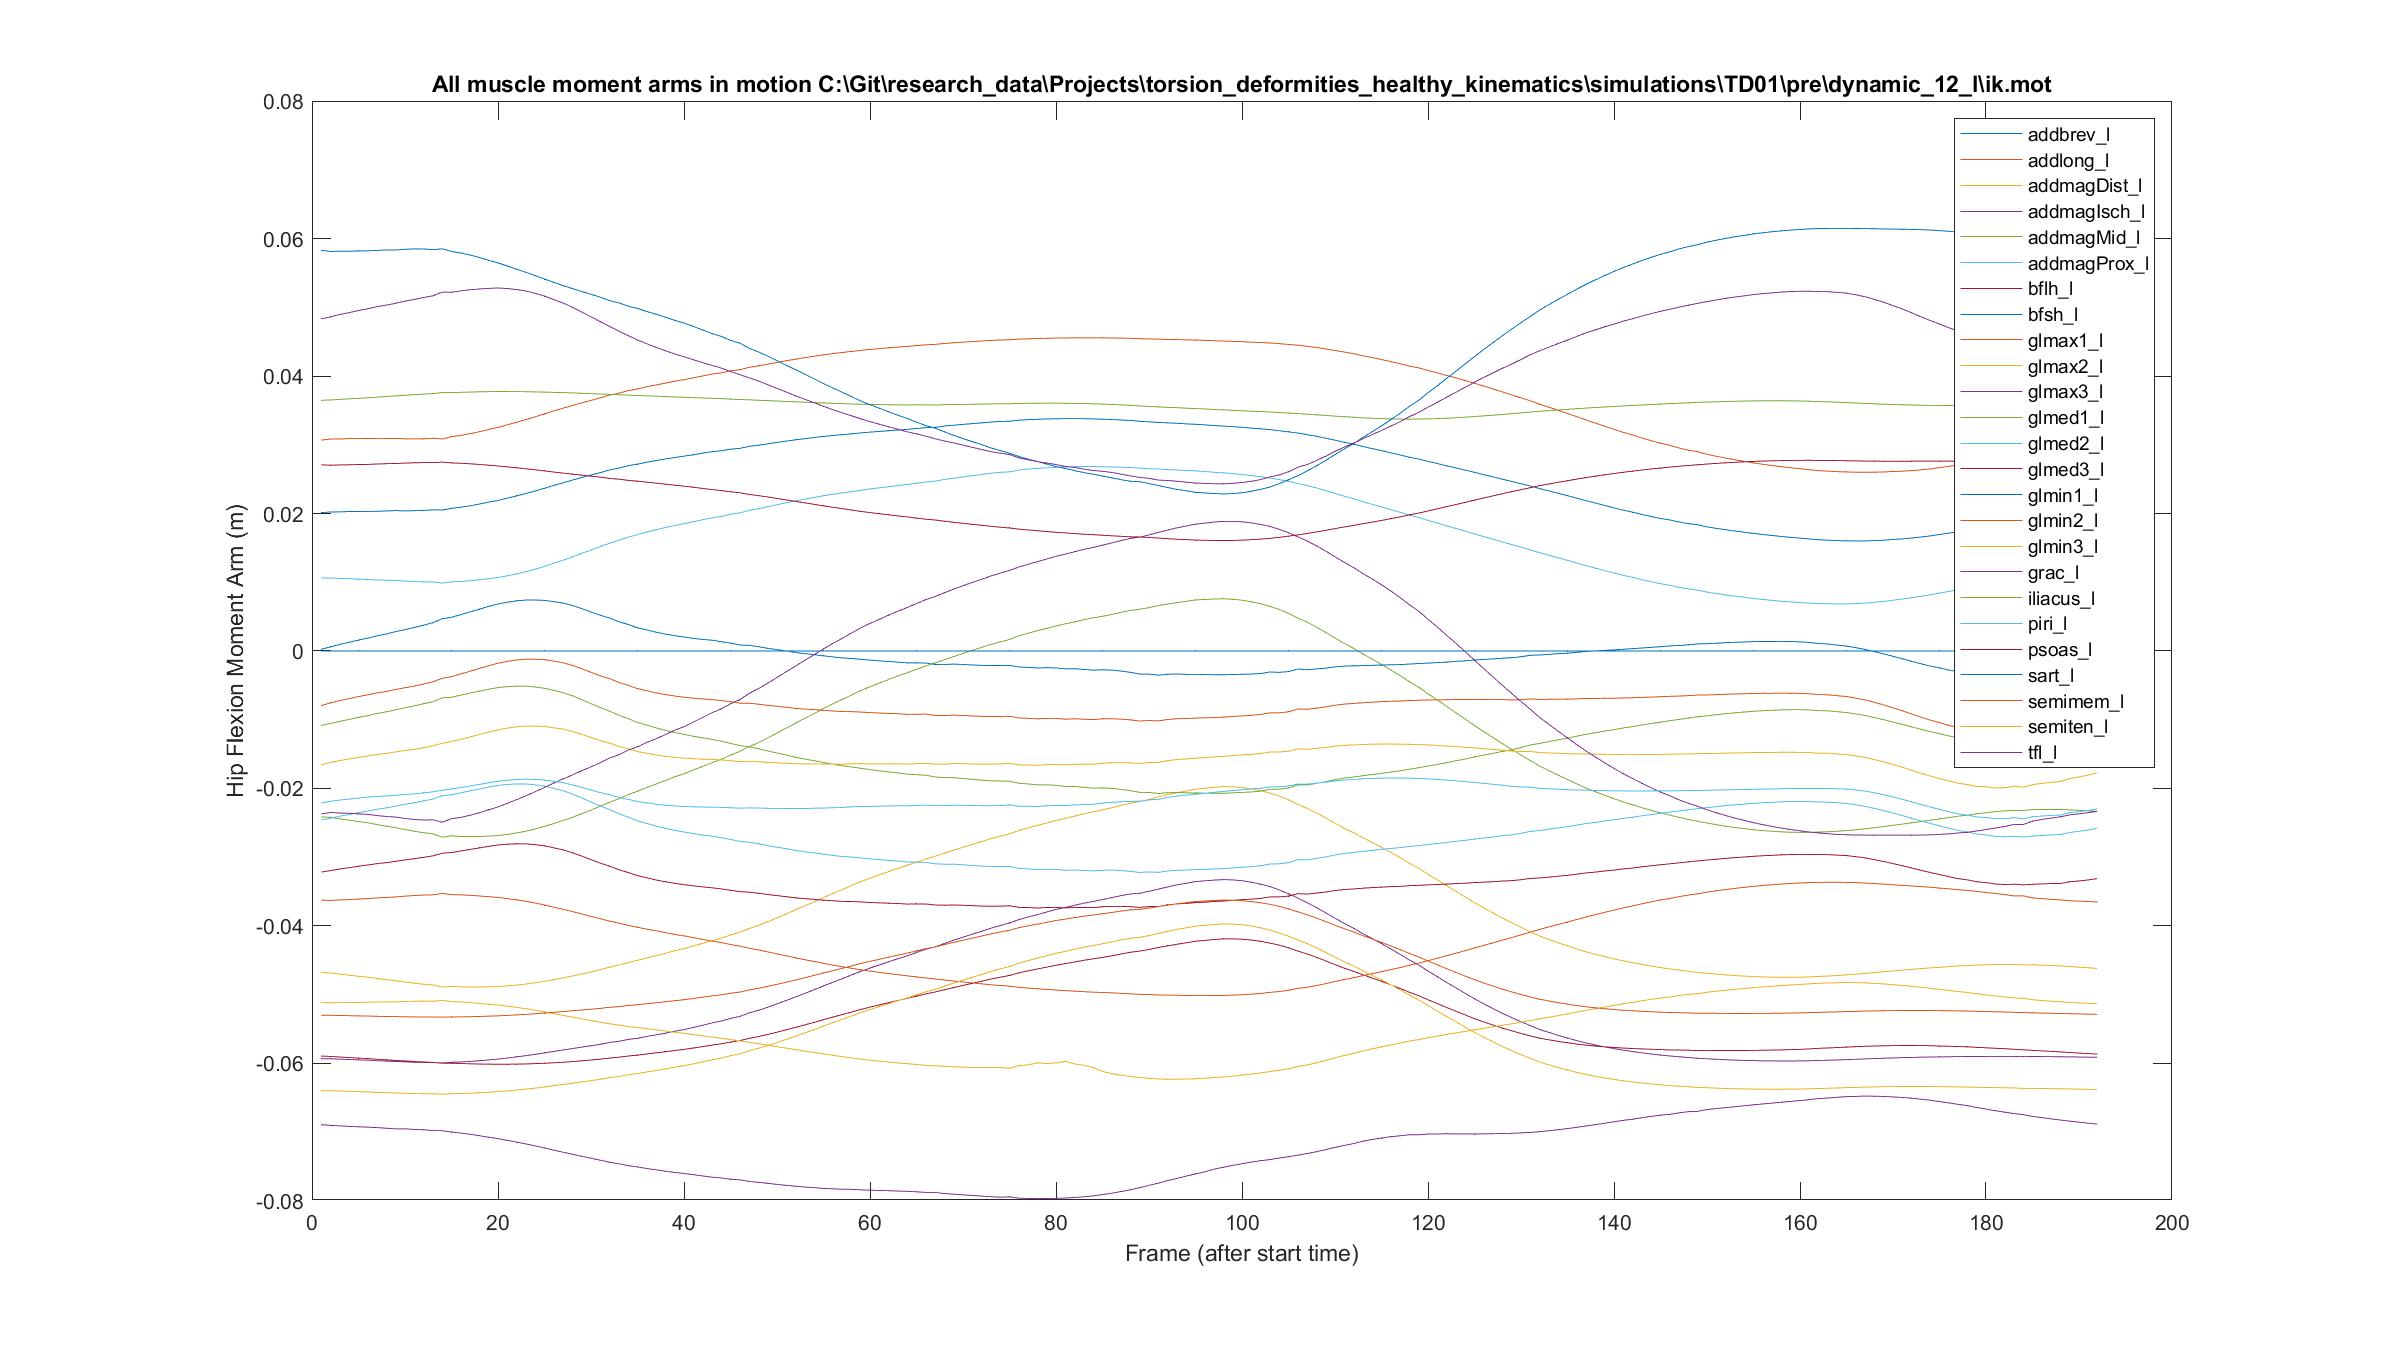 All muscle moment arms in motion C:\Git\research_data\Projects\torsion_deformities_healthy_kinematics\simulations\TD01\pre\dynamic_12_l\ik.mot
0.08
0.06
0.04
0.02
0
-0.02
-0.04
-0.06
-0.08
Hip Flexion Moment Arm (m)
addbrev_l
addlong_l
addmagDist_l
addmagIsch_l
addmagMid_l
addmagProx_l
bflh_l
bfsh_l
glmax1_l
glmax2_l
glmax3_l
glmed1_l
glmed2_l
glmed3_l
glmin1_l
glmin2_l
glmin3_l
grac_l
iliacus_l
piri_l
psoas_l
sart_l
semimem_l
semiten_l
tfl_l
0 20 40 60 80 100 120 140 160 180 200
Frame (after start time)